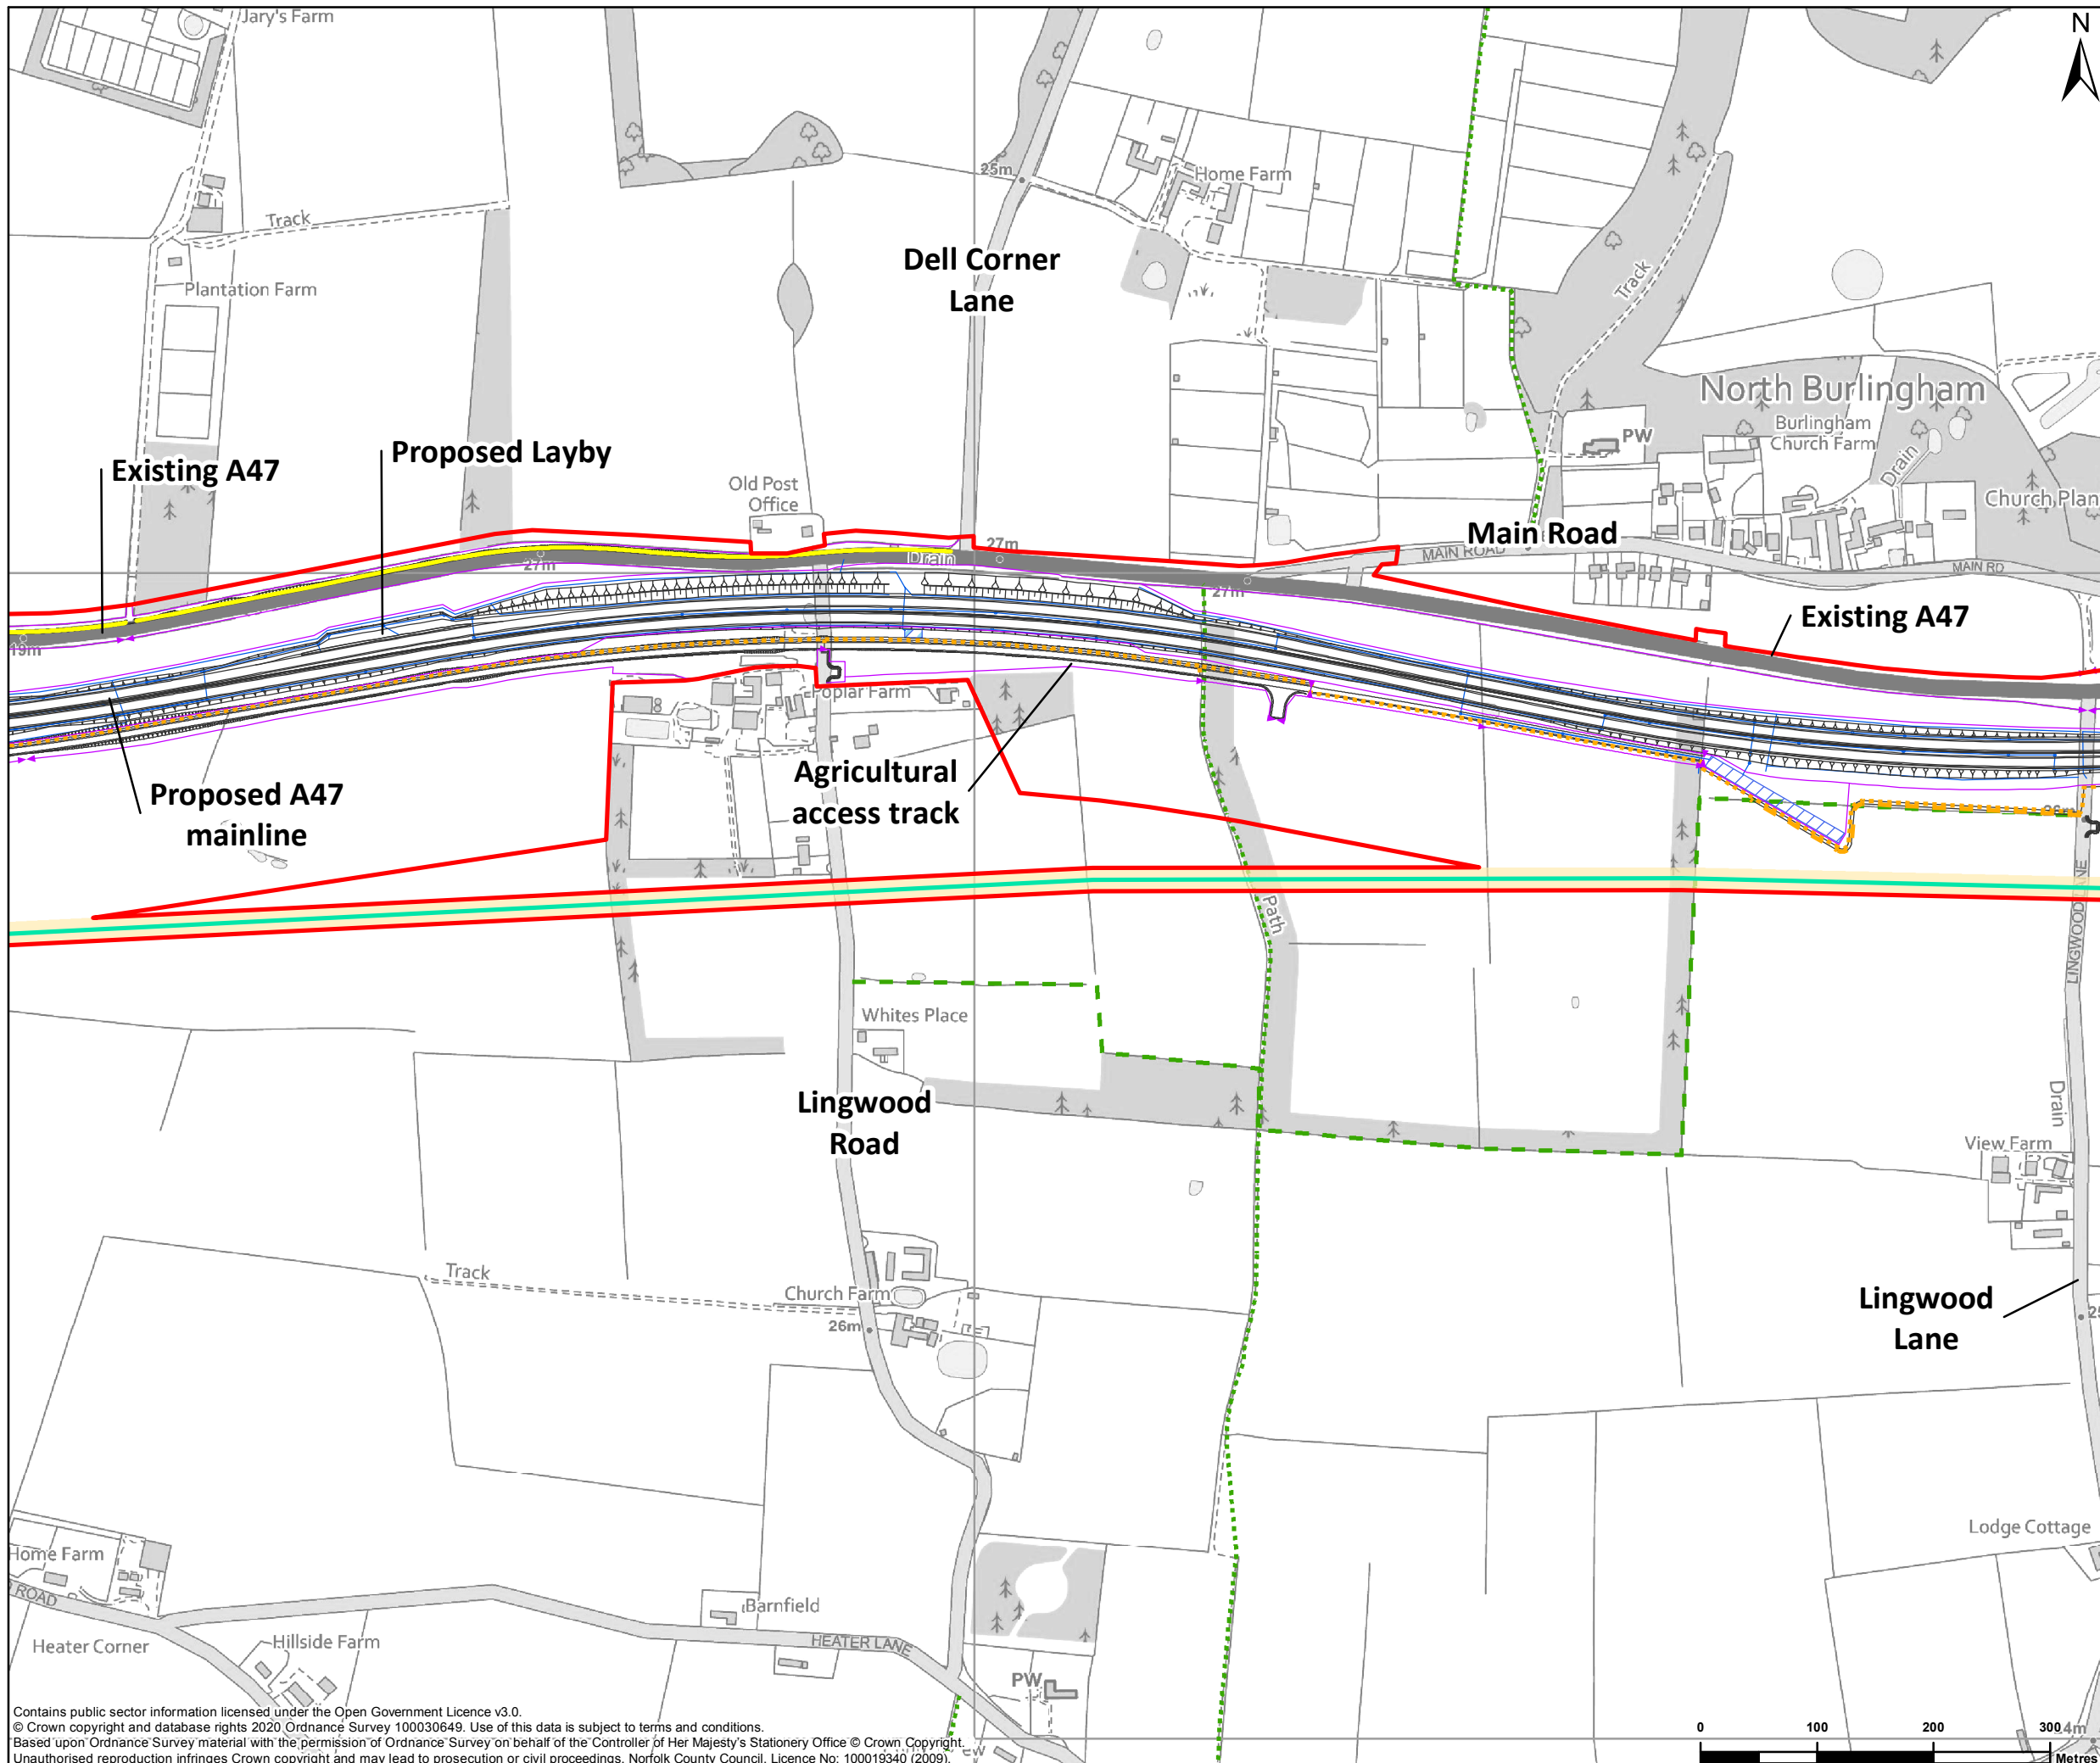 Jary's Farm
N
25m
Home Farm
Track
Dell Corner
Lane
Plantation Farm
Track
North Burlingham
Burlingham
Church Farm
PW
Drain
Existing A47
Proposed Layby
Old Post
Office
Church Plan
Main Road
MAIN ROAD
27m
Drain
27m
MAIN RD
27m
Existing A47
19m
Poplar Farm
Agricultural
access track
Proposed A47
mainline
26m
LINGWOOD LANE
Path
Whites Place
Lingwood
Road
Drain
View Farm
Track
Church Farm
26m
Lingwood
Lane
Lodge Cottage
Home Farm
ROAD
Barnfield
Heater Corner
Hillside Farm
HEATER LANE
PW
Contains public sector information licensed under the Open Government Licence v3.0.
© Crown copyright and database rights 2020 Ordnance Survey 100030649. Use of this data is subject to terms and conditions.
Based upon Ordnance Survey material with the permission of Ordnance Survey on behalf of the Controller of Her Majesty's Stationery Office © Crown Copyright.
Unauthorised reproduction infringes Crown copyright and may lead to prosecution or civil proceedings. Norfolk County Council. Licence No: 100019340 (2009).
0 100 200 300
4m
Metres